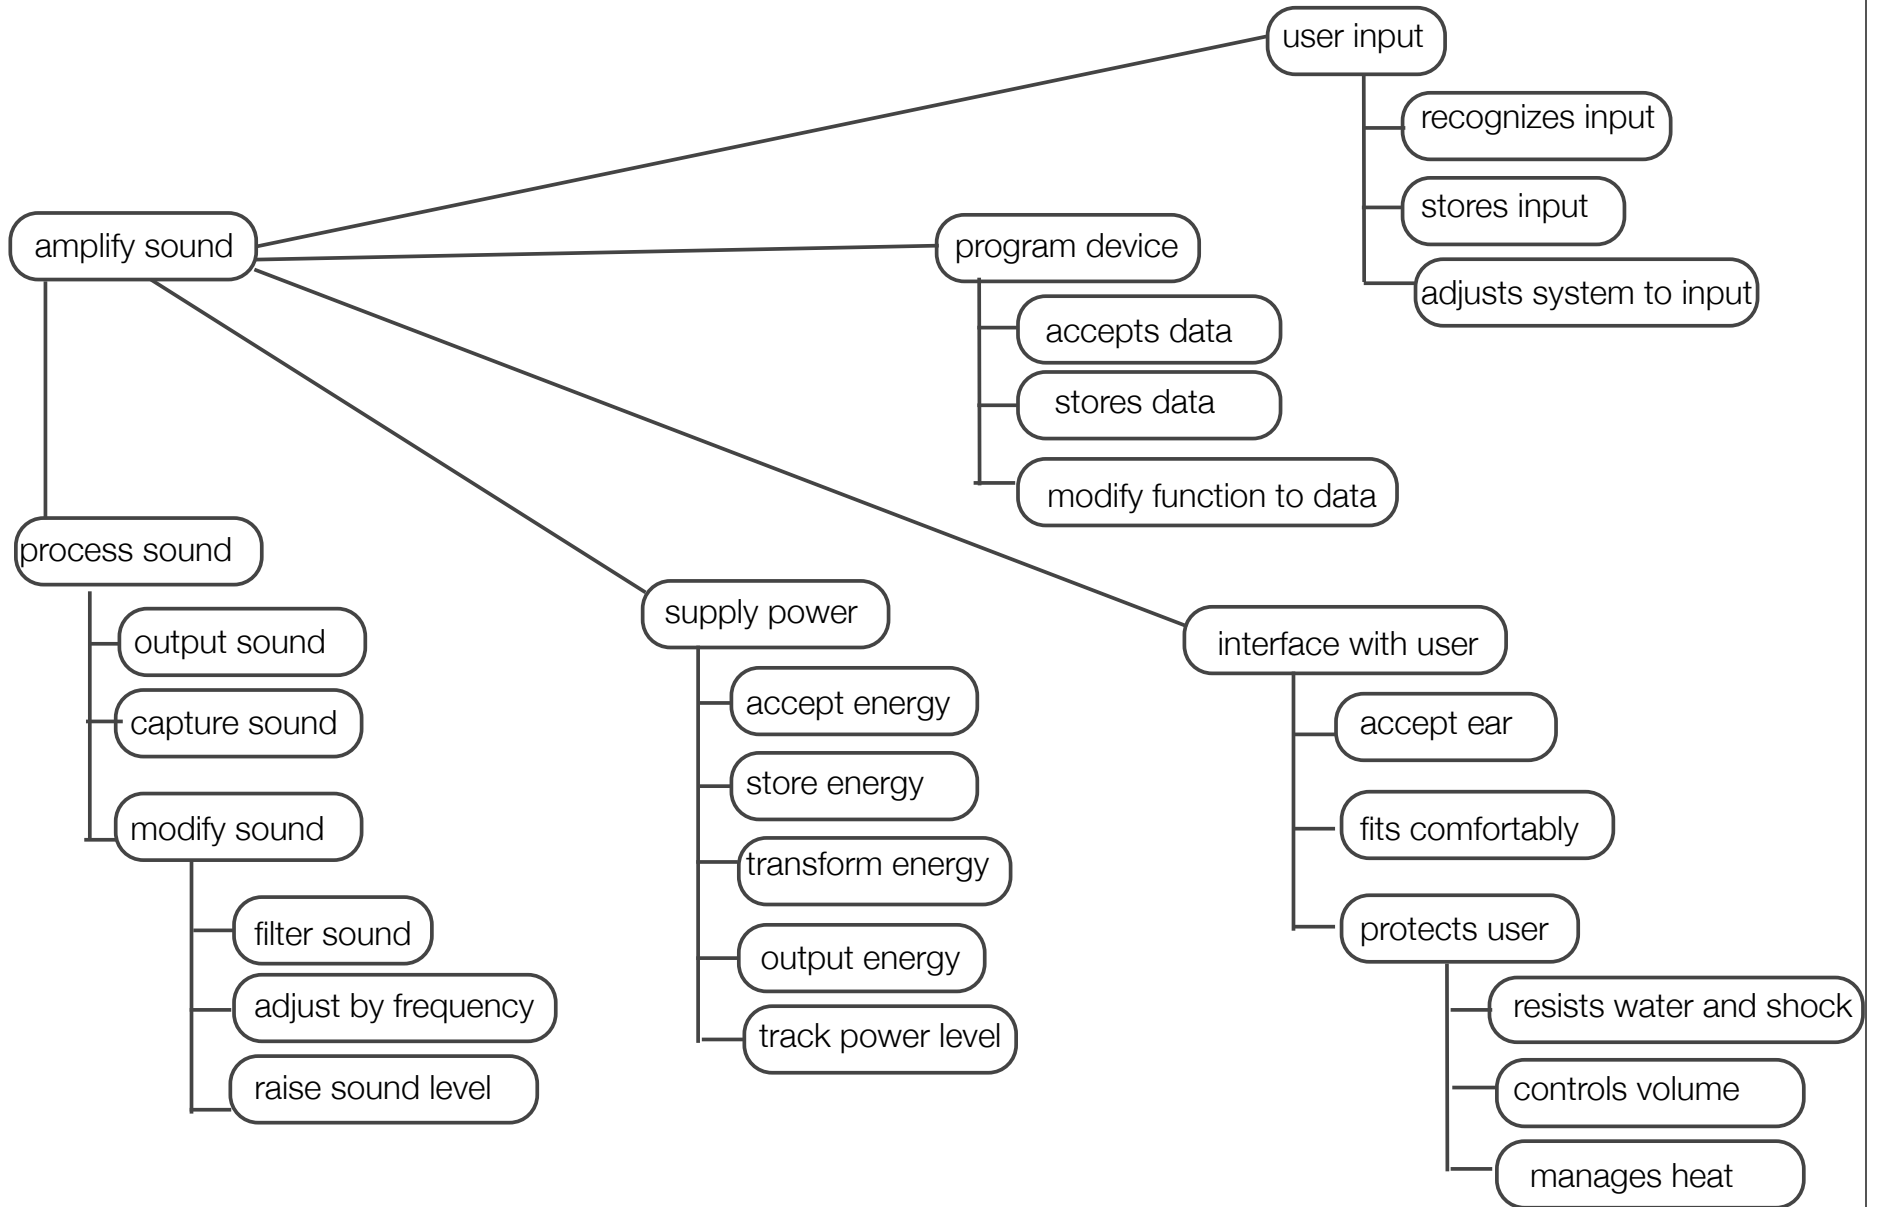 user input
recognizes input
stores input
adjusts system to input
amplify sound
program device
accepts data
stores data
modify function to data
process sound
output sound
capture sound
modify sound
filter sound
adjust by frequency
raise sound level
supply power
accept energy
store energy
transform energy
output energy
track power level
interface with user
accept ear
fits comfortably
protects user
resists water and shock
controls volume
manages heat